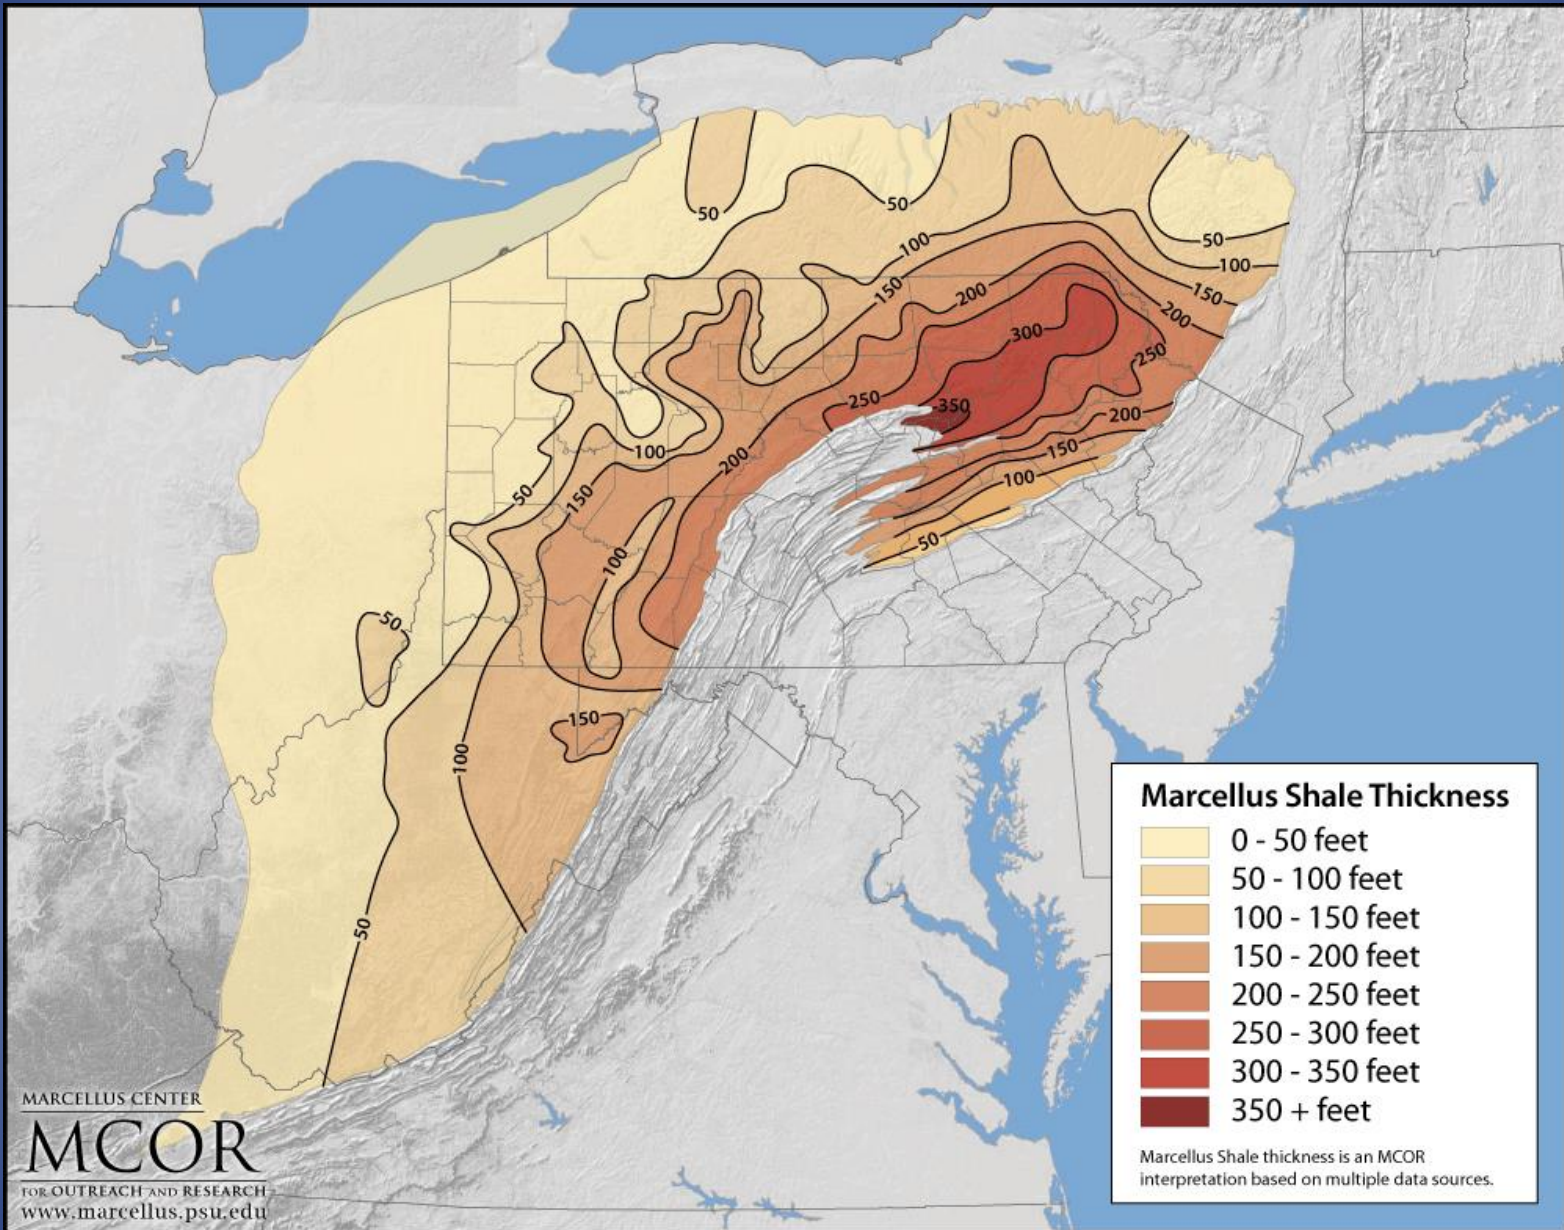 50
50
100
50
100
150
150
200
200
300
250
250
350
200
100
200
150
100
50
150
50
100
50
150
100
50
Marcellus Shale Thickness
0 - 50 feet
50 - 100 feet
100 - 150 feet
150 - 200 feet
200 - 250 feet
250 - 300 feet
300 - 350 feet
350 + feet
Marcellus Shale thickness is an MCOR
interpretation based on multiple data sources.
MARCELLUS CENTER
MCOR
FOR OUTREACH AND RESEARCH
www.marcellus.psu.edu